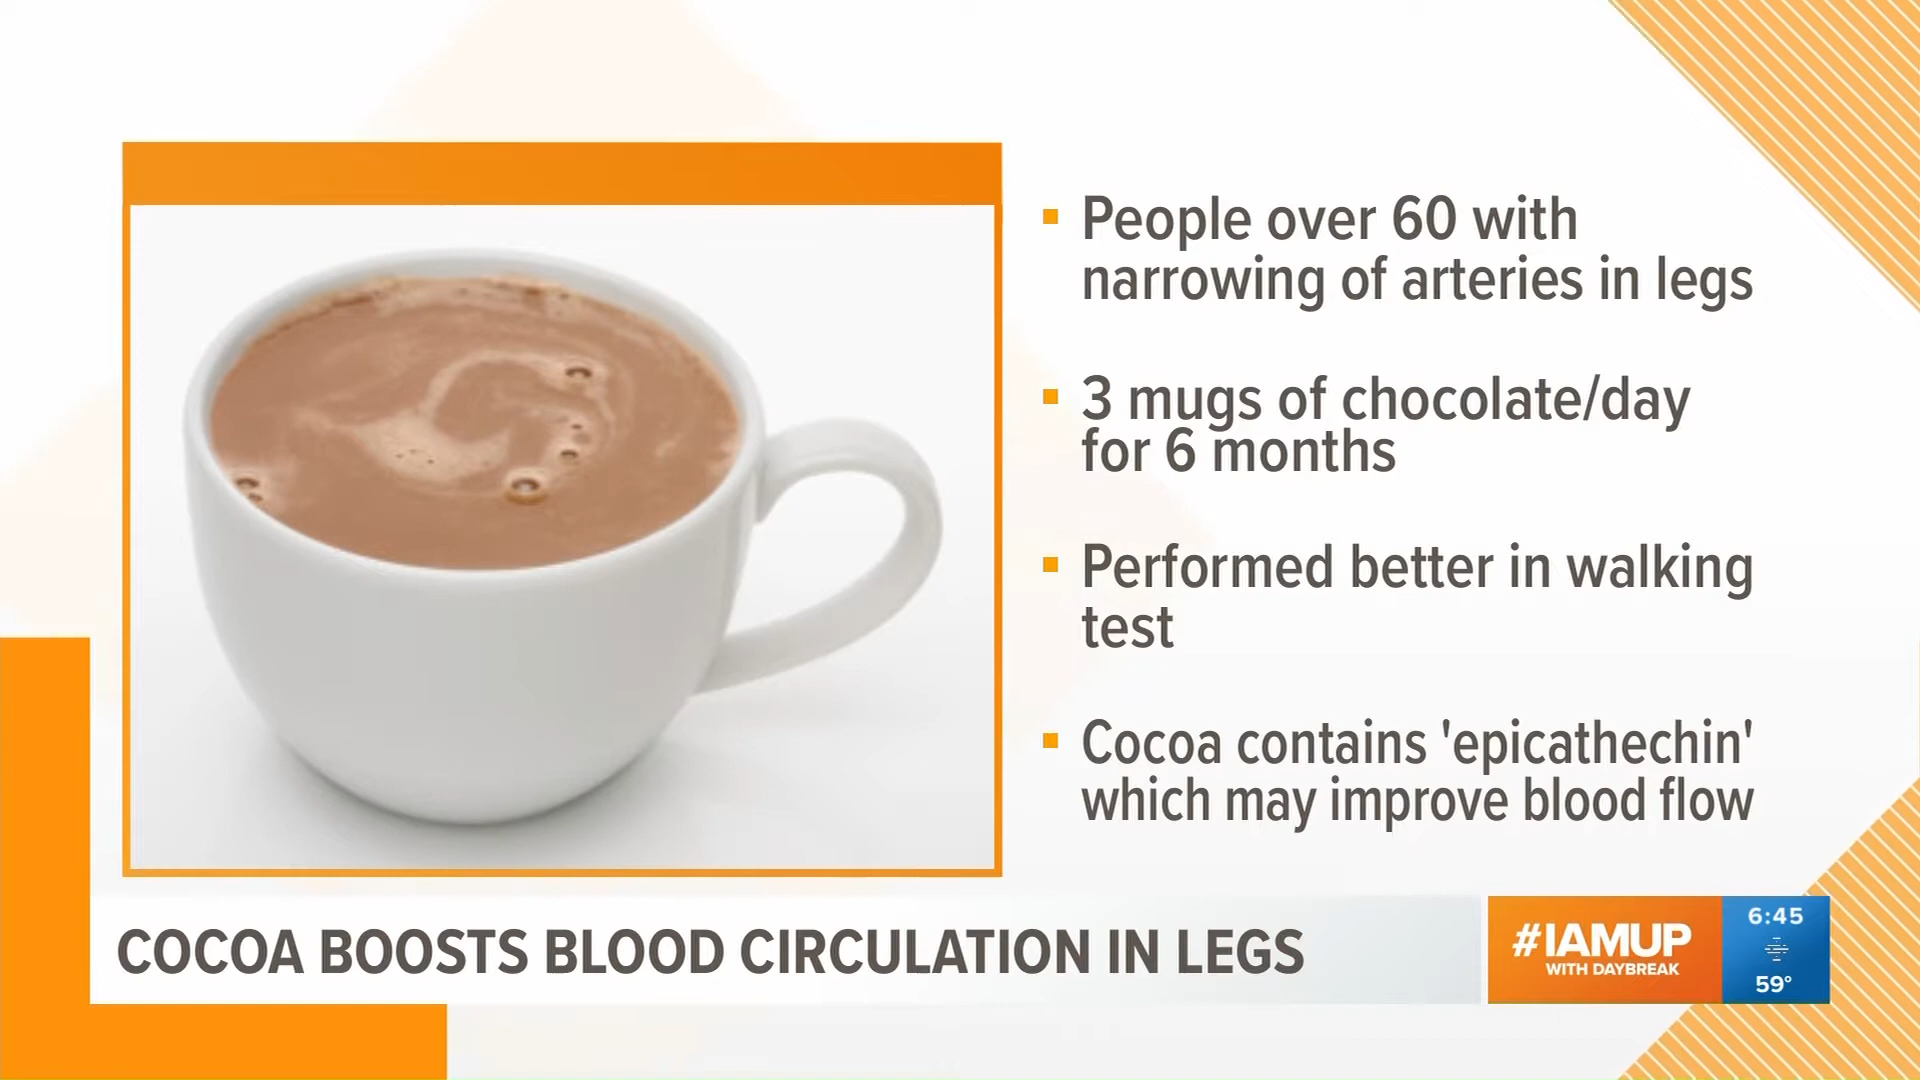 People over 60 with
narrowing of arteries in legs
3 mugs of chocolate/day
for 6 months
Performed better in walking
test
Cocoa contains 'epicathechin'
which may improve blood flow
COCOA BOOSTS BLOOD CIRCULATION IN LEGS
#IAMUP
WITH DAYBREAK
6:45
59°